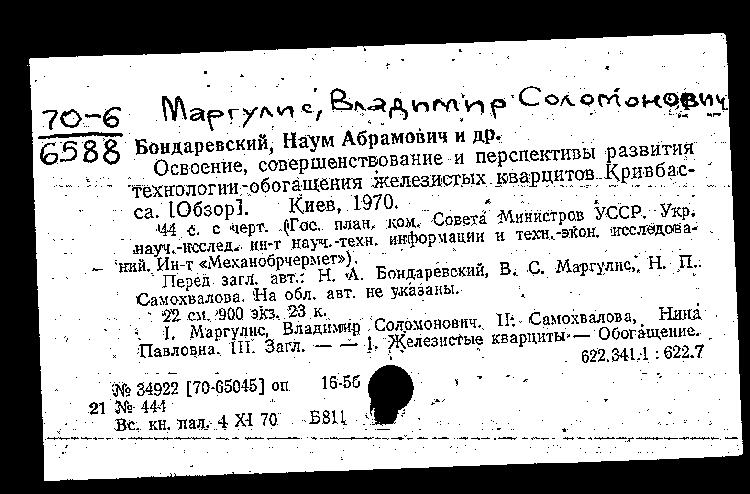 Маргулис, Владимир Соломонович
70-6
6588
Бондаревский, Наум Абрамович и др.
Освоение, совершенствование и перспективы развития
технологии обогащения железистых кварцитов Кривбас-
са. [Обзор]. Киев, 1970.
44 с. с черт. (Гос. план. ком. Совета Министров УССР. Укр.
науч.-исслед. ин-т науч.-техн. информации и техн.-экон. исследова-
ний. Ин-т «Механобрчермет»).
Перед загл. авт.: Н. А. Бондаревский, В. С. Маргулис, Н. П.
Самохвалова. На обл. авт. не указаны.
22 см. 900 экз. 23 к.
I. Маргулис, Владимир Соломонович. II. Самохвалова, Нина
Павловна. III. Загл. — — 1. Железистые кварциты — Обогащение.
622.341.1 : 622.7
№ 34922 [70-65045] оп 16-5б
21 № 444
Вс. кн. пал. 4 XI 70 Б811